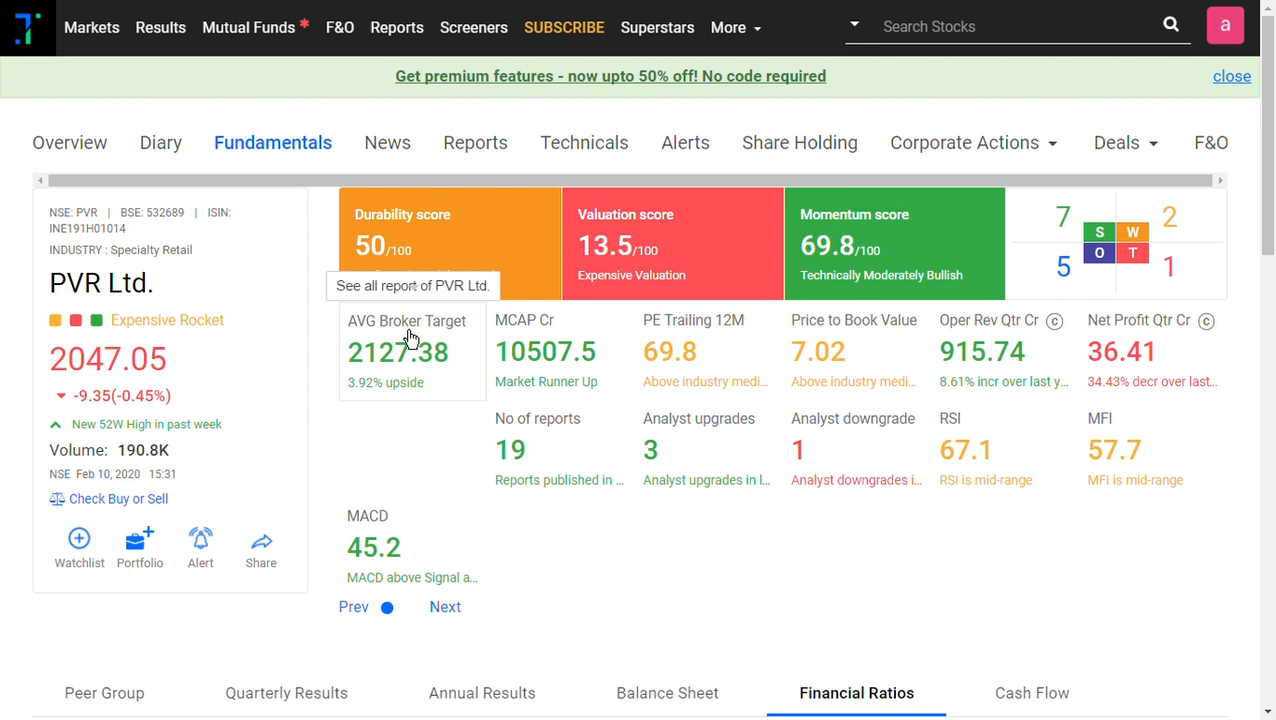 Markets Results Mutual Funds * F&O Reports Screeners SUBSCRIBE Superstars More Search Stocks a
Get premium features - now upto 50% off! No code required close
Overview Diary Fundamentals News Reports Technicals Alerts Share Holding Corporate Actions Deals F&O
NSE: PVR | BSE: 532689 | ISIN:
INE191H01014
INDUSTRY : Specialty Retail
PVR Ltd.
Expensive Rocket
2047.05
-9.35(-0.45%)
New 52W High in past week
Volume: 190.8K
NSE Feb 10, 2020 15:31
Check Buy or Sell
Watchlist Portfolio Alert Share
Durability score
50/100
Valuation score
13.5/100
Expensive Valuation
Momentum score
69.8/100
Technically Moderately Bullish
7 2
S W
O T
5 1
See all report of PVR Ltd.
AVG Broker Target
2127.38
3.92% upside
MCAP Cr
10507.5
Market Runner Up
PE Trailing 12M
69.8
Above industry medi...
Price to Book Value
7.02
Above industry medi...
Oper Rev Qtr Cr C
915.74
8.61% incr over last y...
Net Profit Qtr Cr C
36.41
34.43% decr over last...
No of reports
19
Reports published in ...
Analyst upgrades
3
Analyst upgrades in l...
Analyst downgrade
1
Analyst downgrades i...
RSI
67.1
RSI is mid-range
MFI
57.7
MFI is mid-range
MACD
45.2
MACD above Signal a...
Prev Next
Peer Group Quarterly Results Annual Results Balance Sheet Financial Ratios Cash Flow